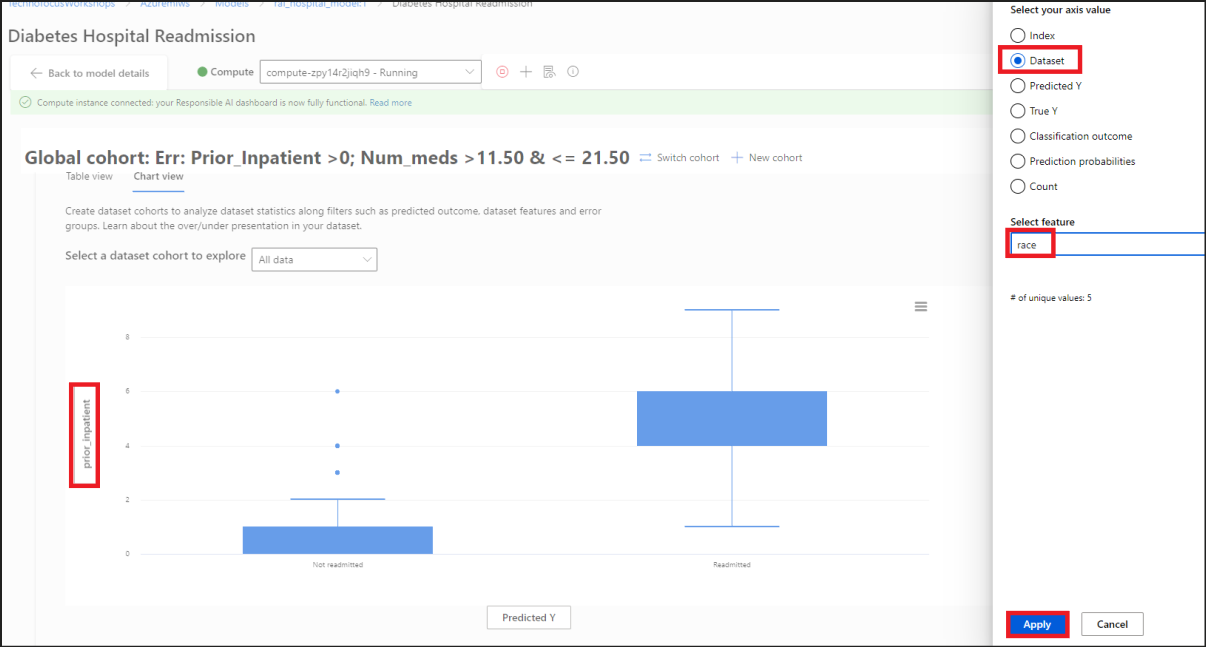 Technofocusworkshops > Azuremlws > Models > rai_hospital_model:1 > Diabetes Hospital Readmission
Diabetes Hospital Readmission
Back to model details
Compute
compute-zpy14r2jiqh9 - Running
Compute instance connected: your Responsible AI dashboard is now fully functional. Read more
Global cohort: Err: Prior_Inpatient >0; Num_meds >11.50 & <= 21.50
Switch cohort
New cohort
Table view
Chart view
Create dataset cohorts to analyze dataset statistics along filters such as predicted outcome, dataset features and error
groups. Learn about the over/under presentation in your dataset.
Select a dataset cohort to explore
All data
8
6
4
2
0
prior_inpatient
Not readmitted
Readmitted
Predicted Y
Select your axis value
Index
Dataset
Predicted Y
True Y
Classification outcome
Prediction probabilities
Count
Select feature
race
# of unique values: 5
Apply
Cancel